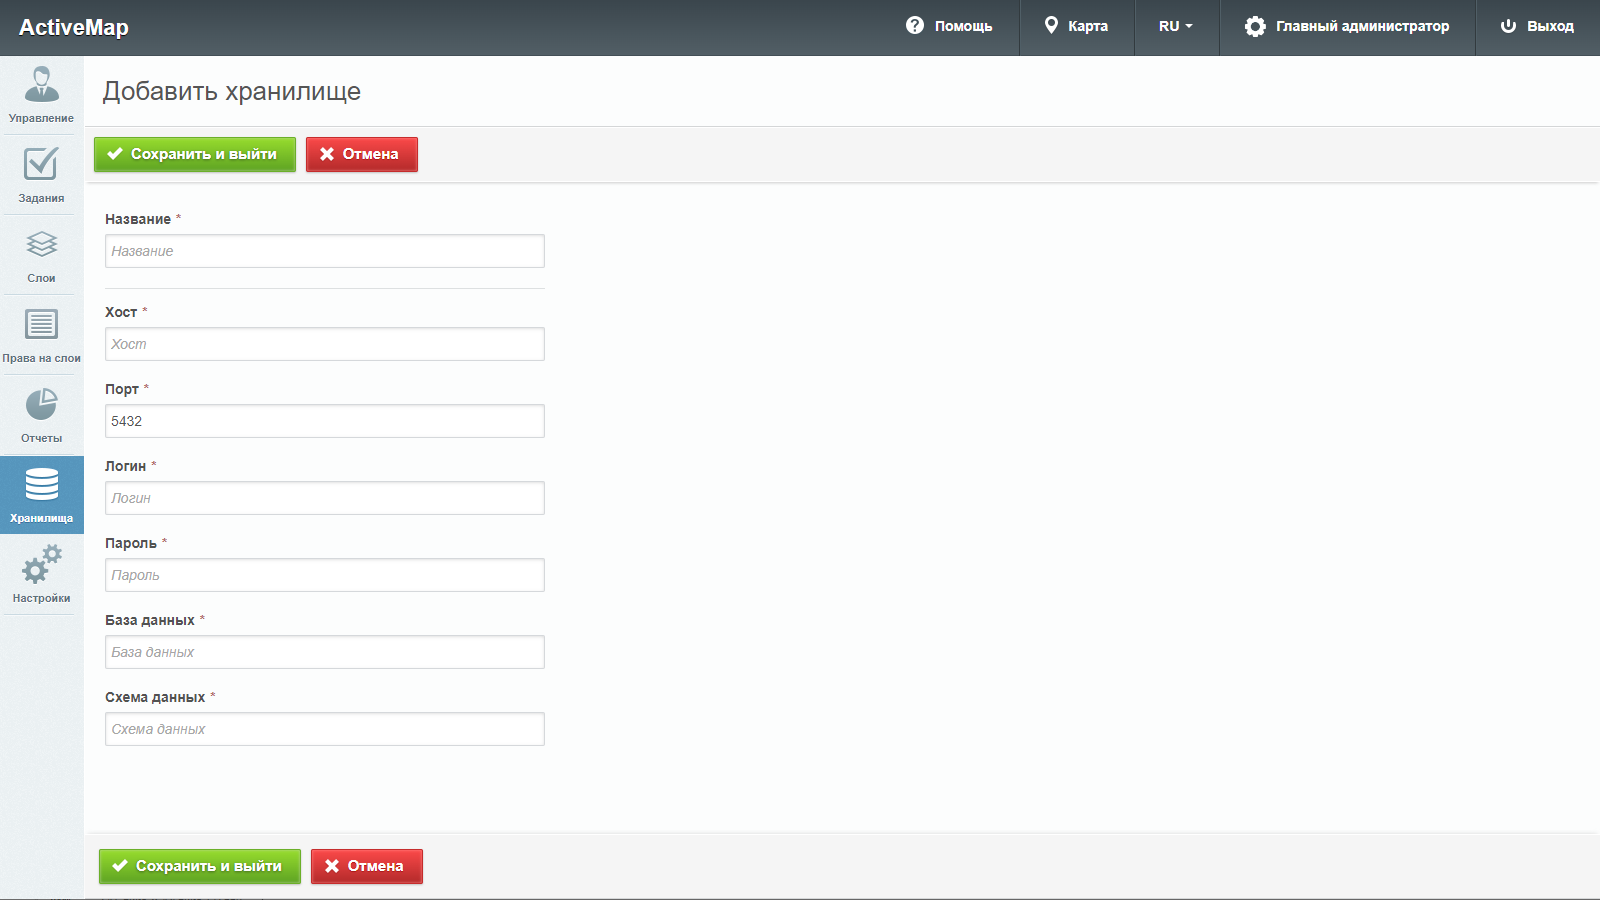 ActiveMap
Помощь
Карта
RU
Главный администратор
Выход
Управление
Задания
Слои
Права на слои
Отчеты
Хранилища
Настройки
Добавить хранилище
Сохранить и выйти
Отмена
Название *
Название
Хост *
Хост
Порт *
5432
Логин *
Логин
Пароль *
Пароль
База данных *
База данных
Схема данных *
Схема данных
Сохранить и выйти
Отмена